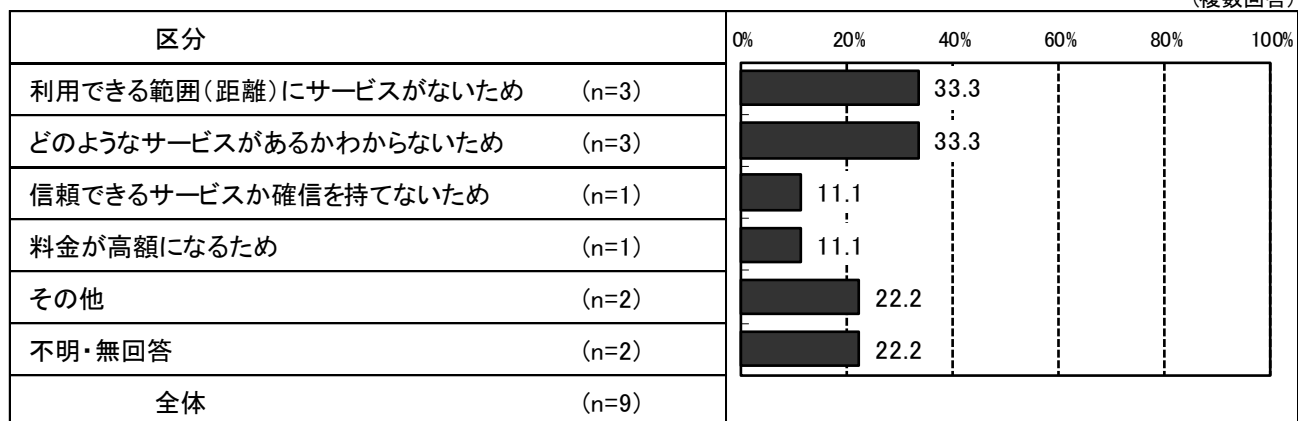 (複数回答)
区分
0% 20% 40% 60% 80% 100%
利用できる範囲(距離)にサービスがないため (n=3) 33.3
どのようなサービスがあるかわからないため (n=3) 33.3
信頼できるサービスか確信を持てないため (n=1) 11.1
料金が高額になるため (n=1) 11.1
その他 (n=2) 22.2
不明・無回答 (n=2) 22.2
全体 (n=9)